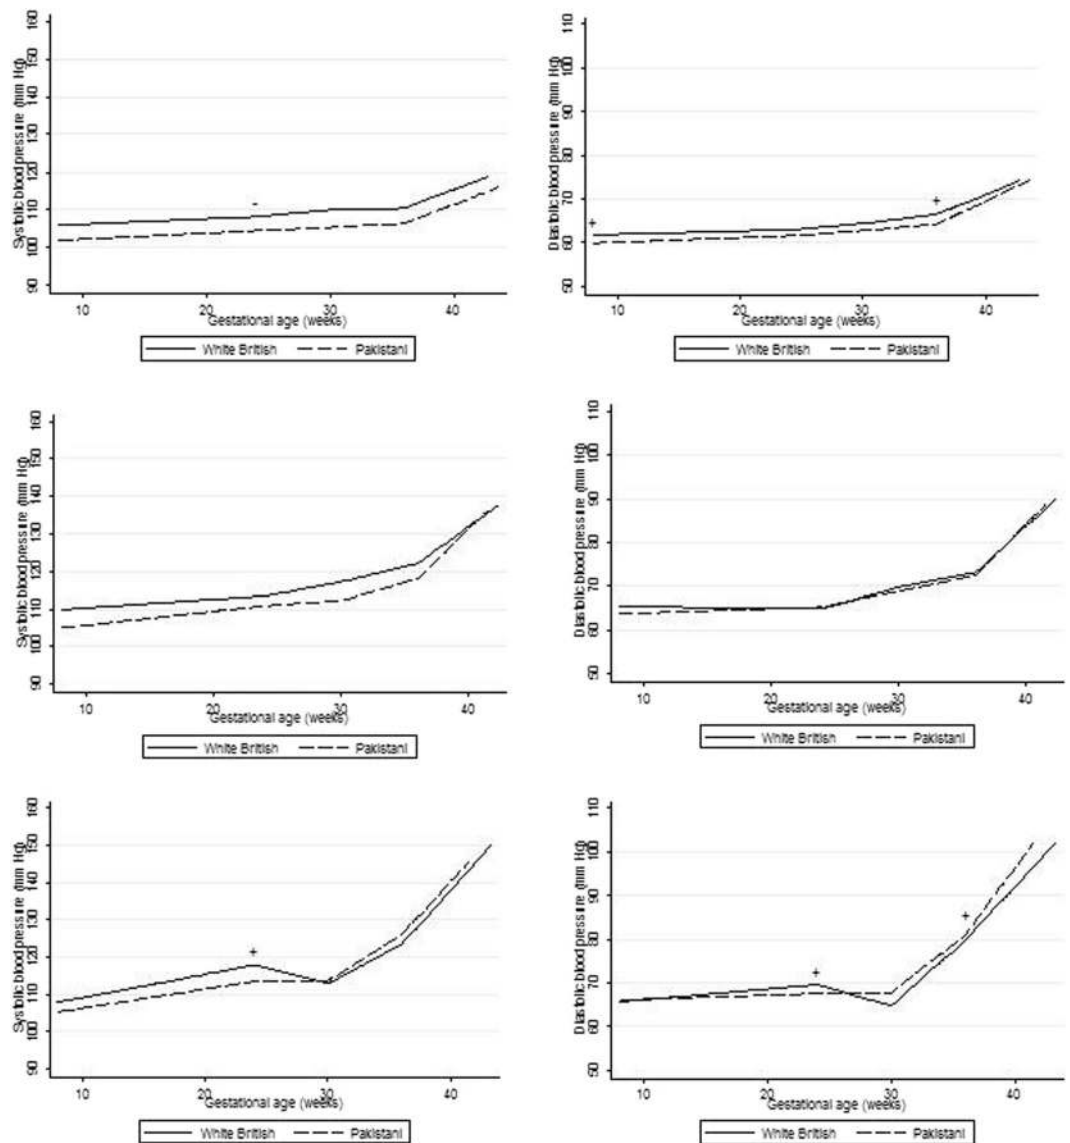 Systolic blood pressure (mm Hg)
90 100 110 120 130 140 150 160
10 20 30 40
Gestational age (weeks)
White British Pakistani
Diastolic blood pressure (mm Hg)
50 60 70 80 90 100 110
* +
10 20 30 40
Gestational age (weeks)
White British Pakistani
Systolic blood pressure (mm Hg)
90 100 110 120 130 140 150 160
10 20 30 40
Gestational age (weeks)
White British Pakistani
Diastolic blood pressure (mm Hg)
50 60 70 80 90 100 110
10 20 30 40
Gestational age (weeks)
White British Pakistani
Systolic blood pressure (mm Hg)
90 100 110 120 130 140 150 160
+
10 20 30 40
Gestational age (weeks)
White British Pakistani
Diastolic blood pressure (mm Hg)
50 60 70 80 90 100 110
+ +
10 20 30 40
Gestational age (weeks)
White British Pakistani